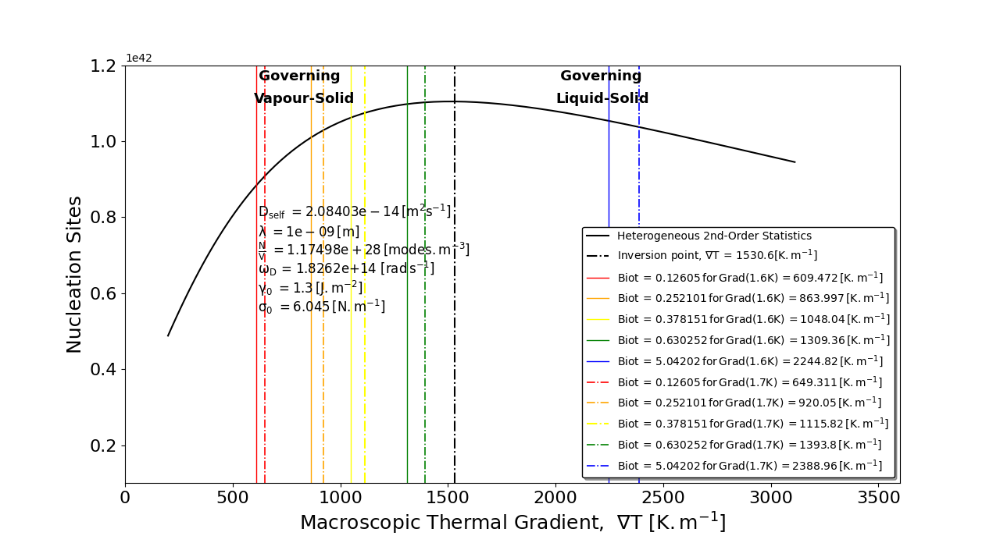 1e42
1.2
1.0
0.8
0.6
0.4
0.2
Nucleation Sites
Governing
Vapour-Solid
Governing
Liquid-Solid
D_self = 2.08403e − 14 [m²s⁻¹]
λ = 1e − 09 [m]
N/V = 1.17498e + 28 [modes.m⁻³]
ω_D = 1.8262e+14 [rad s⁻¹]
γ₀ = 1.3 [J.m⁻²]
σ₀ = 6.045 [N.m⁻¹]
Heterogeneous 2nd-Order Statistics
Inversion point, ∇T = 1530.6[K.m⁻¹]
Biot = 0.12605 for Grad(1.6K) = 609.472 [K.m⁻¹]
Biot = 0.252101 for Grad(1.6K) = 863.997 [K.m⁻¹]
Biot = 0.378151 for Grad(1.6K) = 1048.04 [K.m⁻¹]
Biot = 0.630252 for Grad(1.6K) = 1309.36 [K.m⁻¹]
Biot = 5.04202 for Grad(1.6K) = 2244.82 [K.m⁻¹]
Biot = 0.12605 for Grad(1.7K) = 649.311 [K.m⁻¹]
Biot = 0.252101 for Grad(1.7K) = 920.05 [K.m⁻¹]
Biot = 0.378151 for Grad(1.7K) = 1115.82 [K.m⁻¹]
Biot = 0.630252 for Grad(1.7K) = 1393.8 [K.m⁻¹]
Biot = 5.04202 for Grad(1.7K) = 2388.96 [K.m⁻¹]
0 500 1000 1500 2000 2500 3000 3500
Macroscopic Thermal Gradient, ∇T [K.m⁻¹]